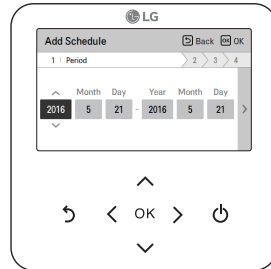 LG
Add Schedule Back OK OK
1 Period 2 3 4
Month Day Year Month Day
2016 5 21 - 2016 5 21
OK